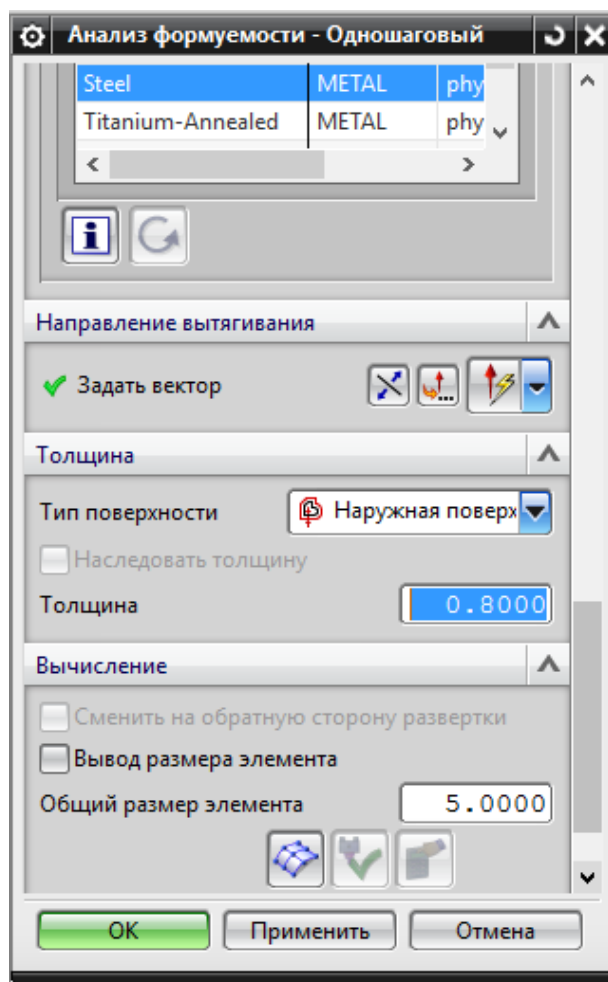 Анализ формуемости - Одношаговый
Steel METAL phy
Titanium-Annealed METAL phy
Направление вытягивания
Задать вектор
Толщина
Тип поверхности Наружная поверх
Наследовать толщину
Толщина 0.8000
Вычисление
Сменить на обратную сторону развертки
Вывод размера элемента
Общий размер элемента 5.0000
OK Применить Отмена